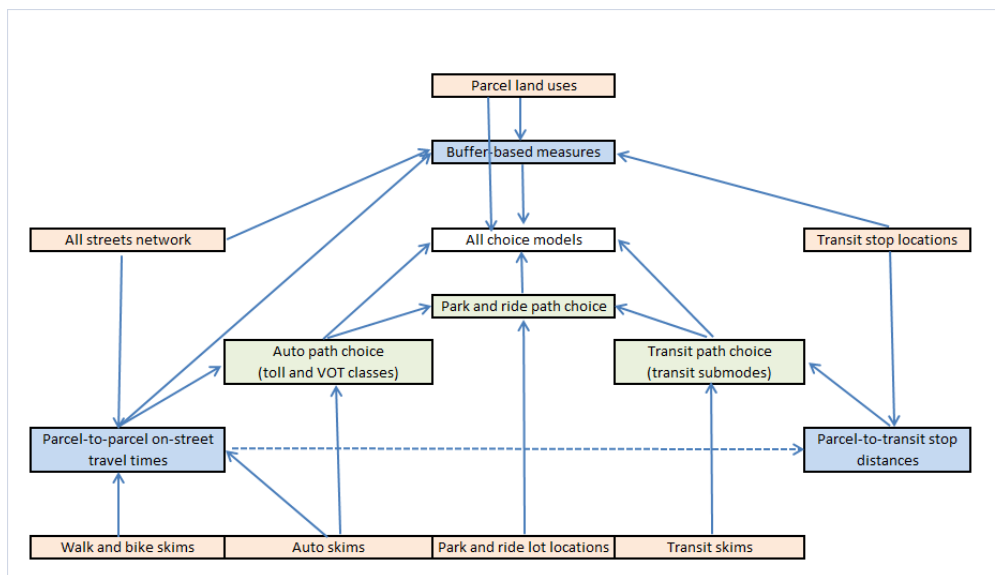 Parcel land uses
Buffer-based measures
All streets network
All choice models
Transit stop locations
Park and ride path choice
Auto path choice
(toll and VOT classes)
Transit path choice
(transit submodes)
Parcel-to-parcel on-street
travel times
Parcel-to-transit stop
distances
Walk and bike skims
Auto skims
Park and ride lot locations
Transit skims